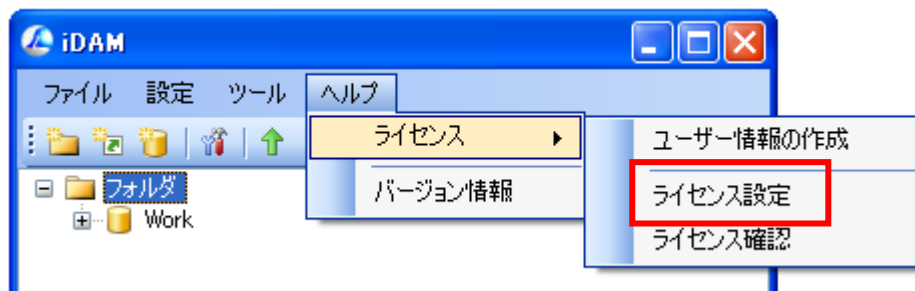 iDAM
ファイル 設定 ツール ヘルプ
ライセンス
バージョン情報
ユーザー情報の作成
ライセンス設定
ライセンス確認
フォルダ
Work